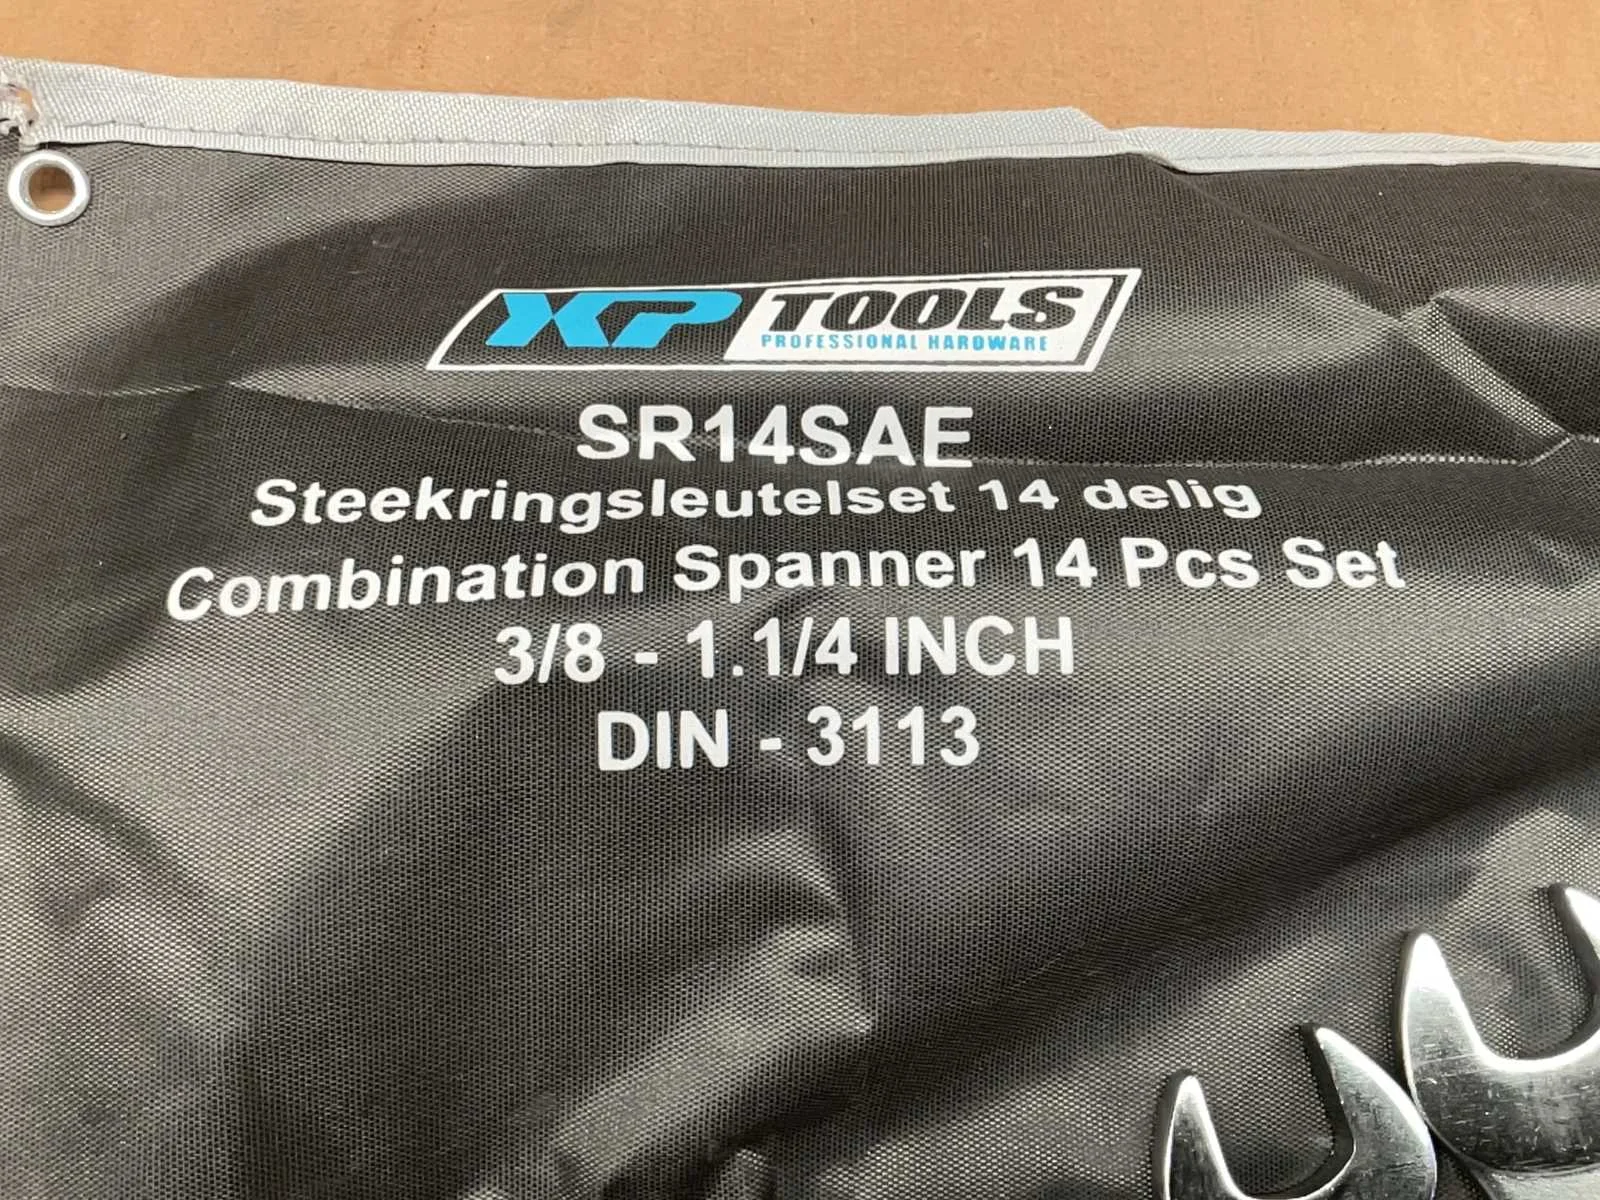 XP TOOLS
PROFESSIONAL HARDWARE
SR14SAE
Steekringsleutelset 14 delig
Combination Spanner 14 Pcs Set
3/8 - 1.1/4 INCH
DIN - 3113